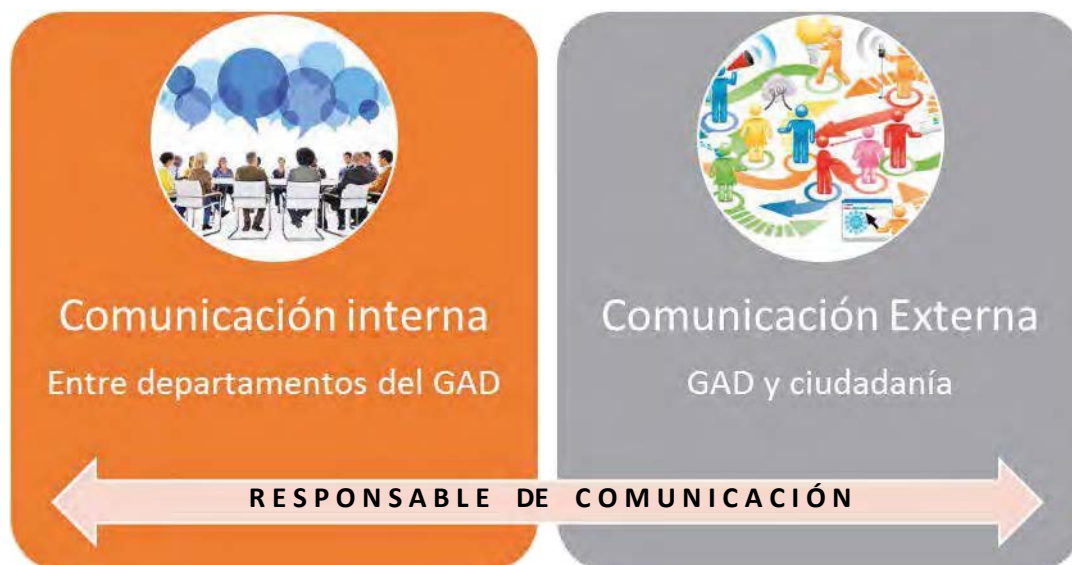 Comunicación interna
Entre departamentos del GAD
Comunicación Externa
GAD y ciudadanía
RESPONSABLE DE COMUNICACIÓN